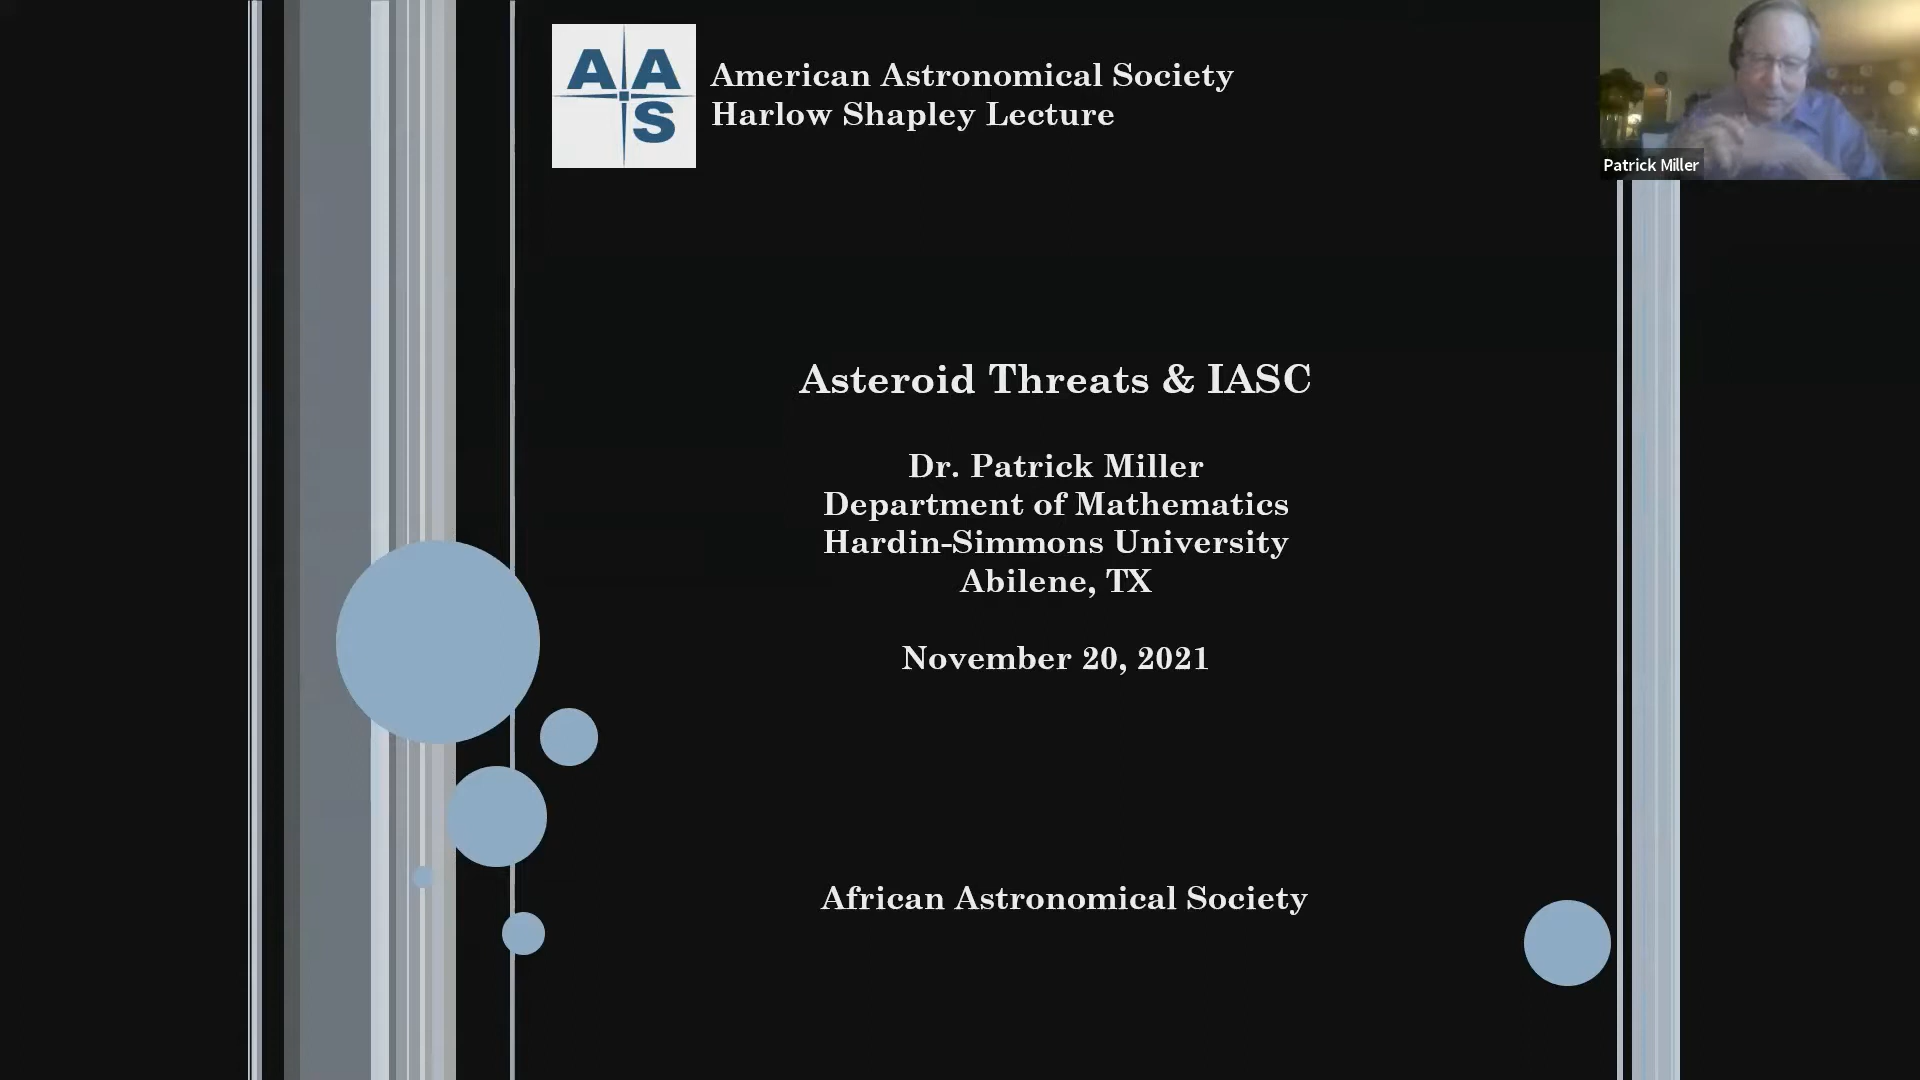 AAS
American Astronomical Society
Harlow Shapley Lecture
Patrick Miller
Asteroid Threats & IASC
Dr. Patrick Miller
Department of Mathematics
Hardin-Simmons University
Abilene, TX
November 20, 2021
African Astronomical Society